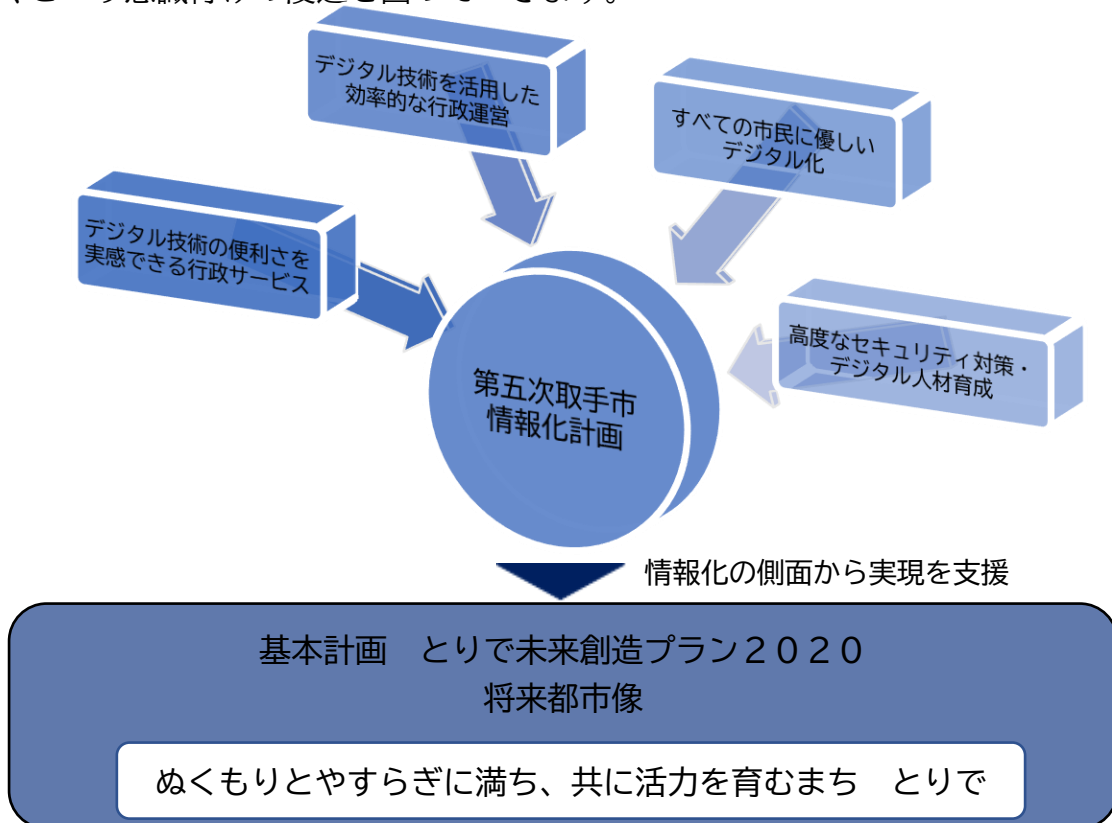 デジタル技術を活用した
効率的な行政運営
すべての市民に優しい
デジタル化
デジタル技術の便利さを
実感できる行政サービス
高度なセキュリティ対策・
デジタル人材育成
第五次取手市
情報化計画
情報化の側面から実現を支援
基本計画　とりで未来創造プラン２０２０
将来都市像
ぬくもりとやすらぎに満ち、共に活力を育むまち　とりで